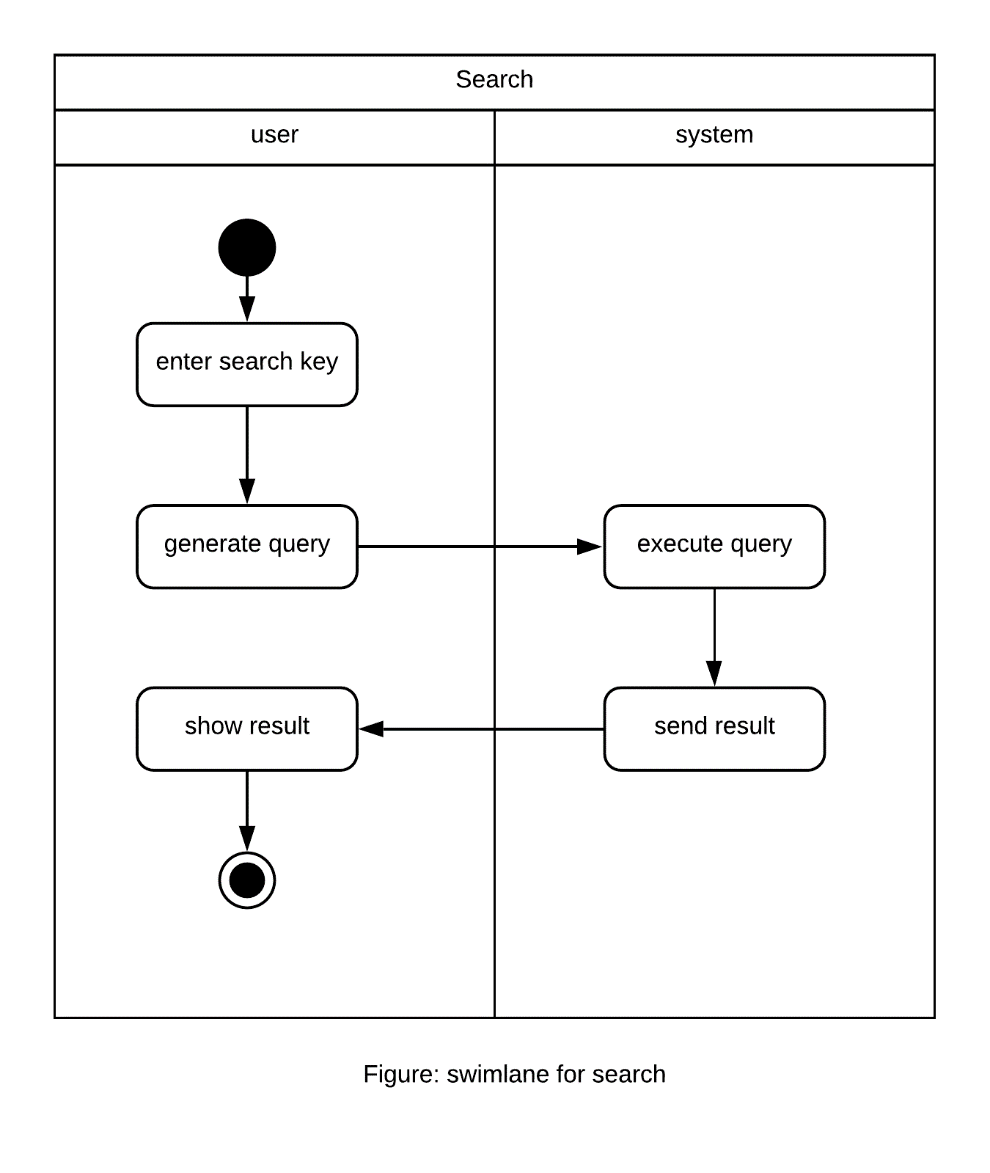 Search
user
system
enter search key
generate query
execute query
show result
send result
Figure: swimlane for search